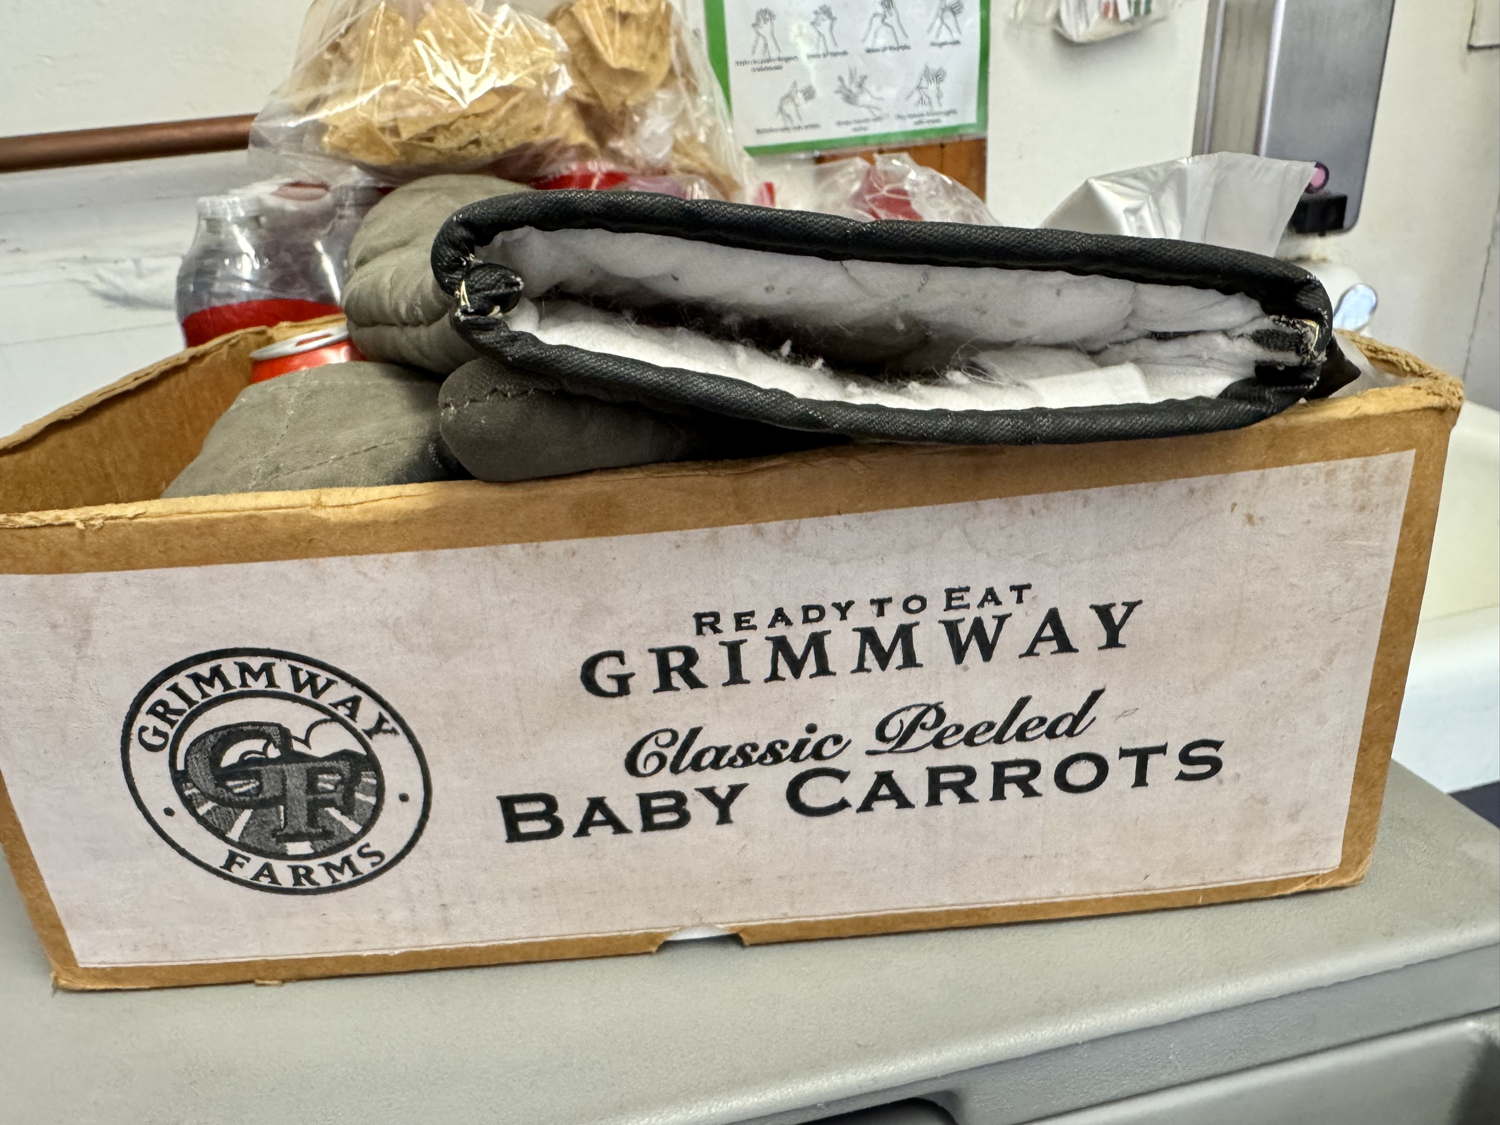 READY TO EAT
GRIMMWAY
Classic Peeled
BABY CARROTS
GRIMMWAY
GF
FARMS